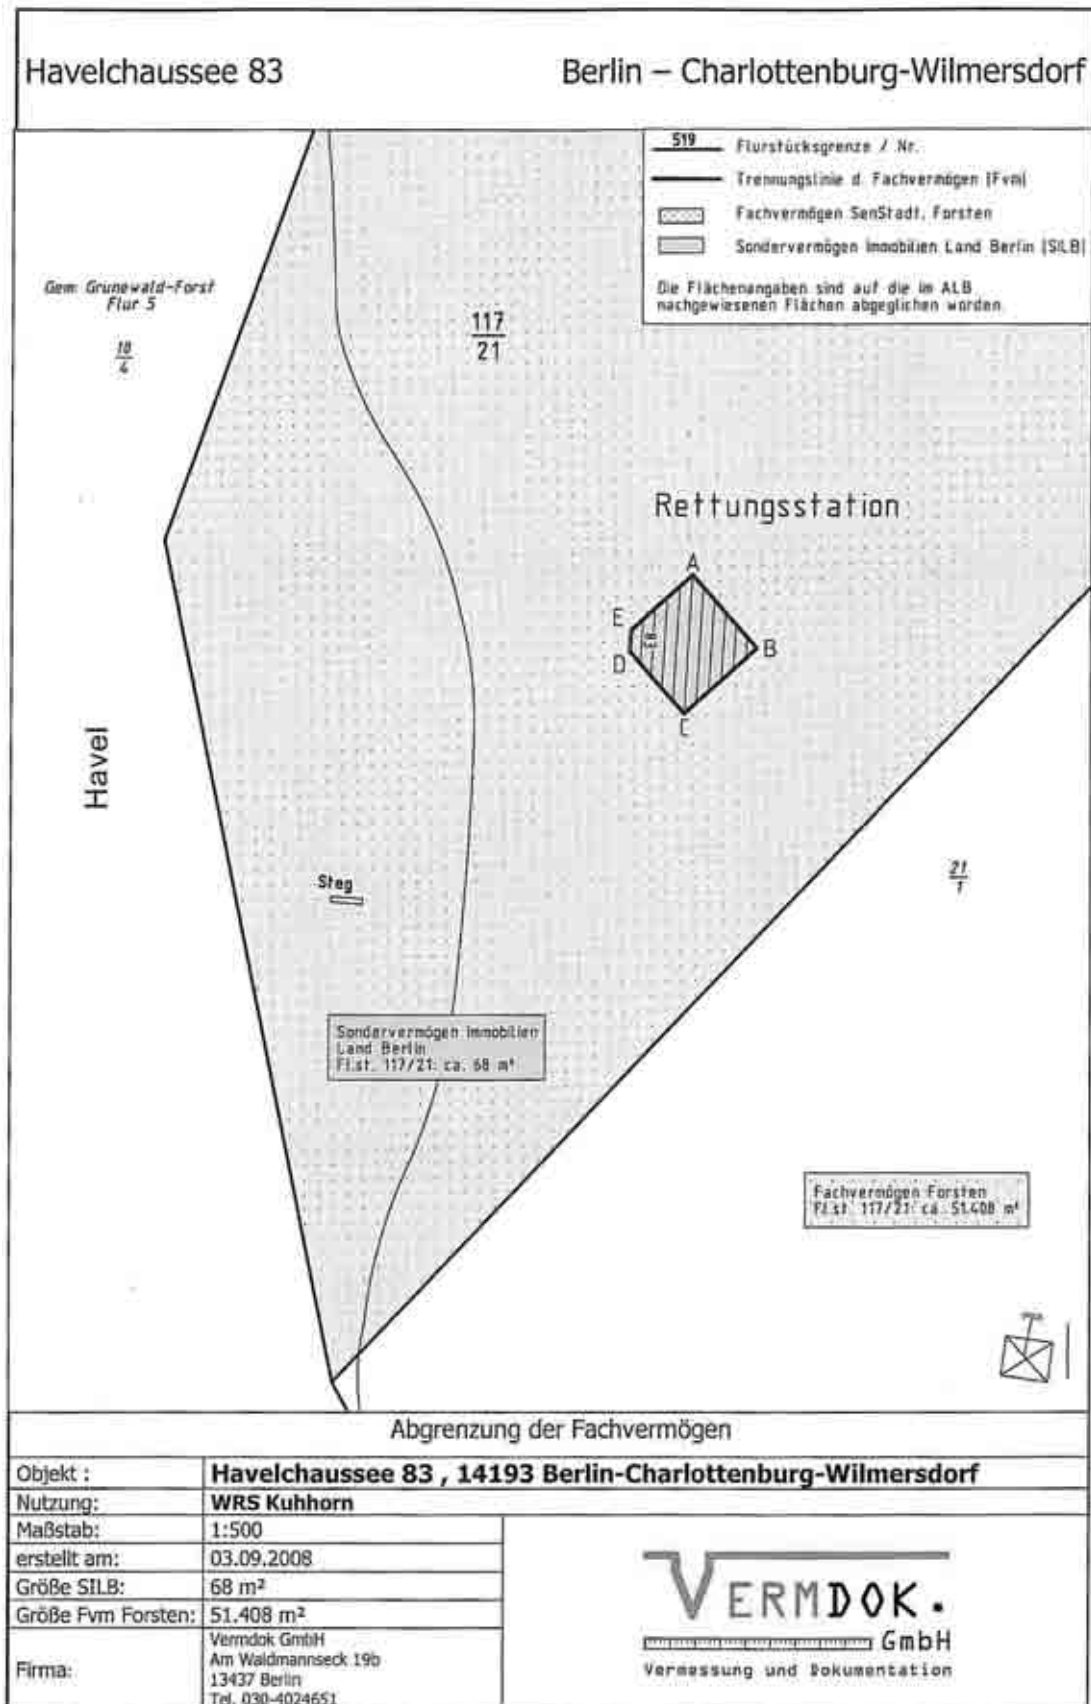 Havelchaussee 83
Berlin – Charlottenburg-Wilmersdorf
519 Flurstücksgrenze / Nr.
Trennungslinie d. Fachvermögen (Fvm)
Fachvermögen SenStadt, Forsten
Sondervermögen Immobilien Land Berlin (SILB)
Die Flächenangaben sind auf die im ALB
nachgewiesenen Flächen abgeglichen worden
Gem. Grunewald-Forst
Flur 5
18
4
117
21
Rettungsstation
A
E
B
D
C
Havel
21
1
Steg
Sondervermögen Immobilien
Land Berlin
Fl.st. 117/21: ca. 68 m²
Fachvermögen Forsten
Fl.st. 117/21: ca. 51.408 m²
Abgrenzung der Fachvermögen
Objekt : Havelchaussee 83 , 14193 Berlin-Charlottenburg-Wilmersdorf
Nutzung: WRS Kuhhorn
Maßstab: 1:500
erstellt am: 03.09.2008
Größe SILB: 68 m²
Größe Fvm Forsten: 51.408 m²
Firma: Vermdok GmbH
Am Waidmannseck 19b
13437 Berlin
Tel. 030-4024651
VERMDOK.
GmbH
Vermessung und Dokumentation